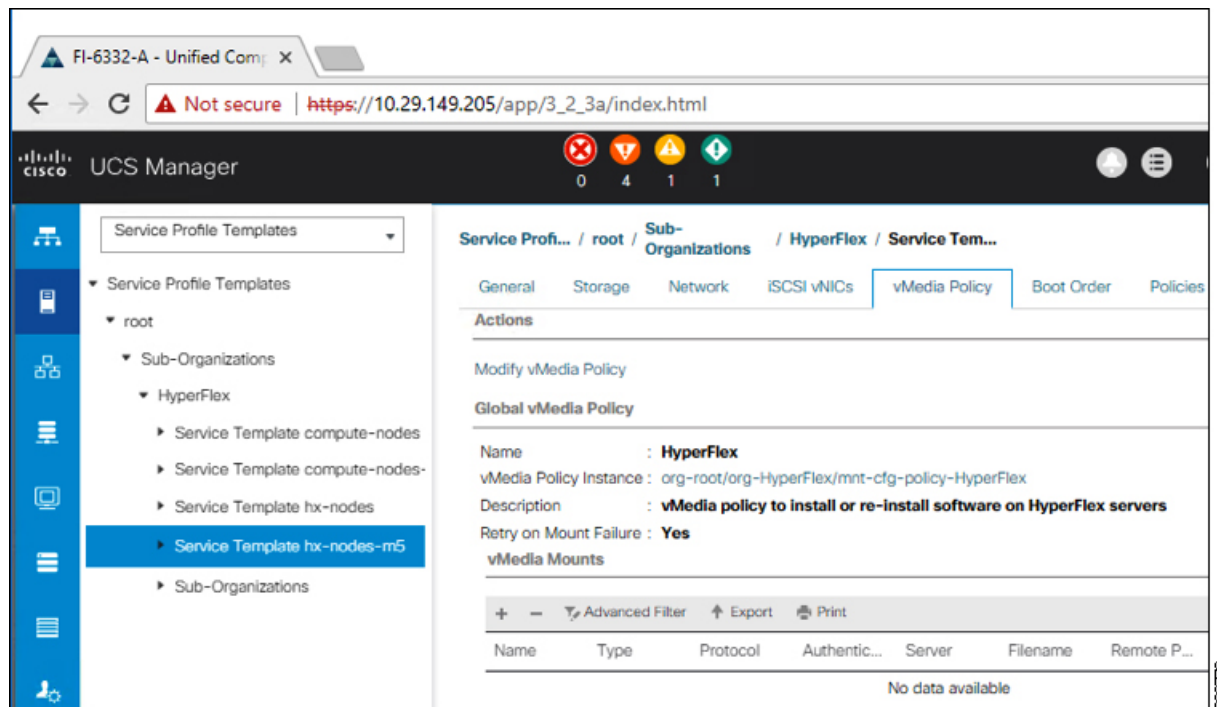 FI-6332-A - Unified Comp
Not secure | https://10.29.149.205/app/3_2_3a/index.html
cisco UCS Manager
0 4 1 1
Service Profile Templates
Service Profile Templates
root
Sub-Organizations
HyperFlex
Service Template compute-nodes
Service Template compute-nodes-
Service Template hx-nodes
Service Template hx-nodes-m5
Sub-Organizations
Service Profi... / root / Sub-Organizations / HyperFlex / Service Tem...
General Storage Network iSCSI vNICs vMedia Policy Boot Order Policies
Actions
Modify vMedia Policy
Global vMedia Policy
Name : HyperFlex
vMedia Policy Instance : org-root/org-HyperFlex/mnt-cfg-policy-HyperFlex
Description : vMedia policy to install or re-install software on HyperFlex servers
Retry on Mount Failure : Yes
vMedia Mounts
+ − Advanced Filter Export Print
Name Type Protocol Authentic... Server Filename Remote P...
No data available